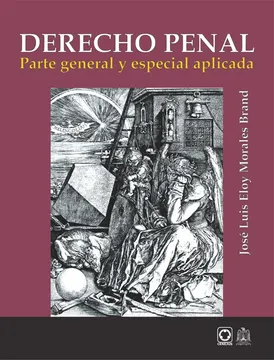 DERECHO PENAL
Parte general y especial aplicada
José Luis Eloy Morales Brand